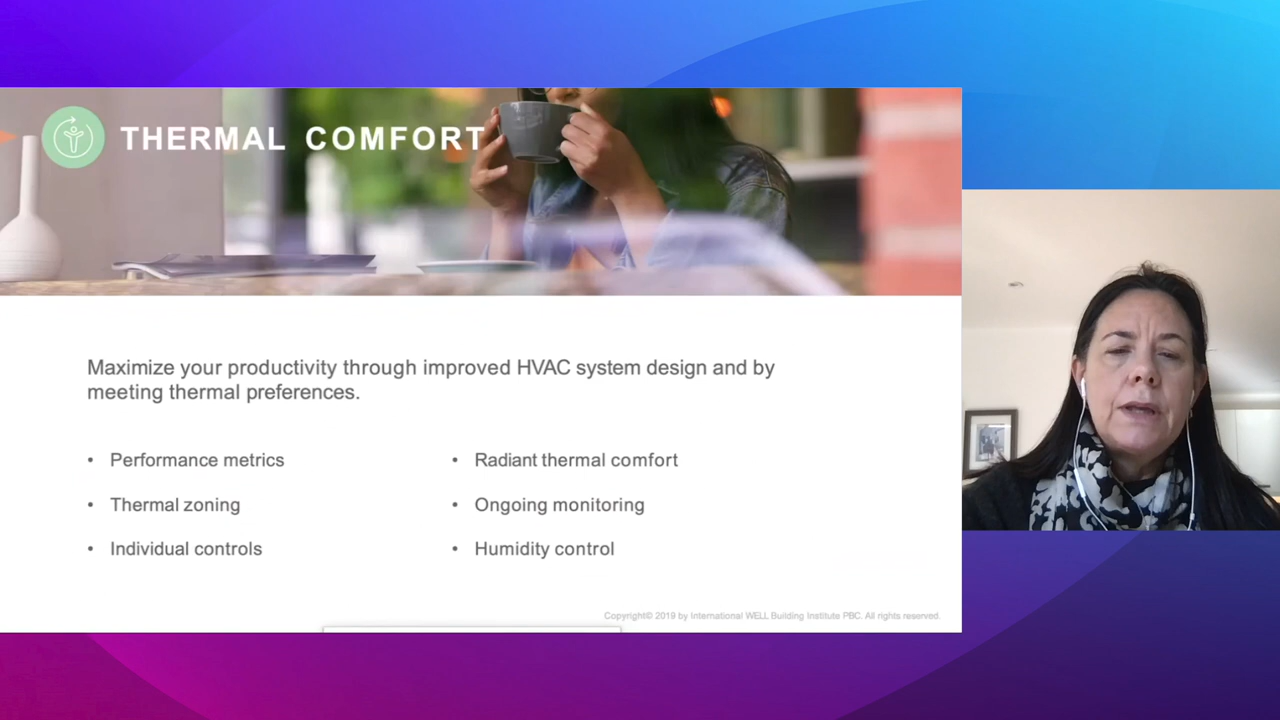 THERMAL COMFORT
Maximize your productivity through improved HVAC system design and by
meeting thermal preferences.
• Performance metrics
• Thermal zoning
• Individual controls
• Radiant thermal comfort
• Ongoing monitoring
• Humidity control
Copyright© 2019 by International WELL Building Institute PBC. All rights reserved.